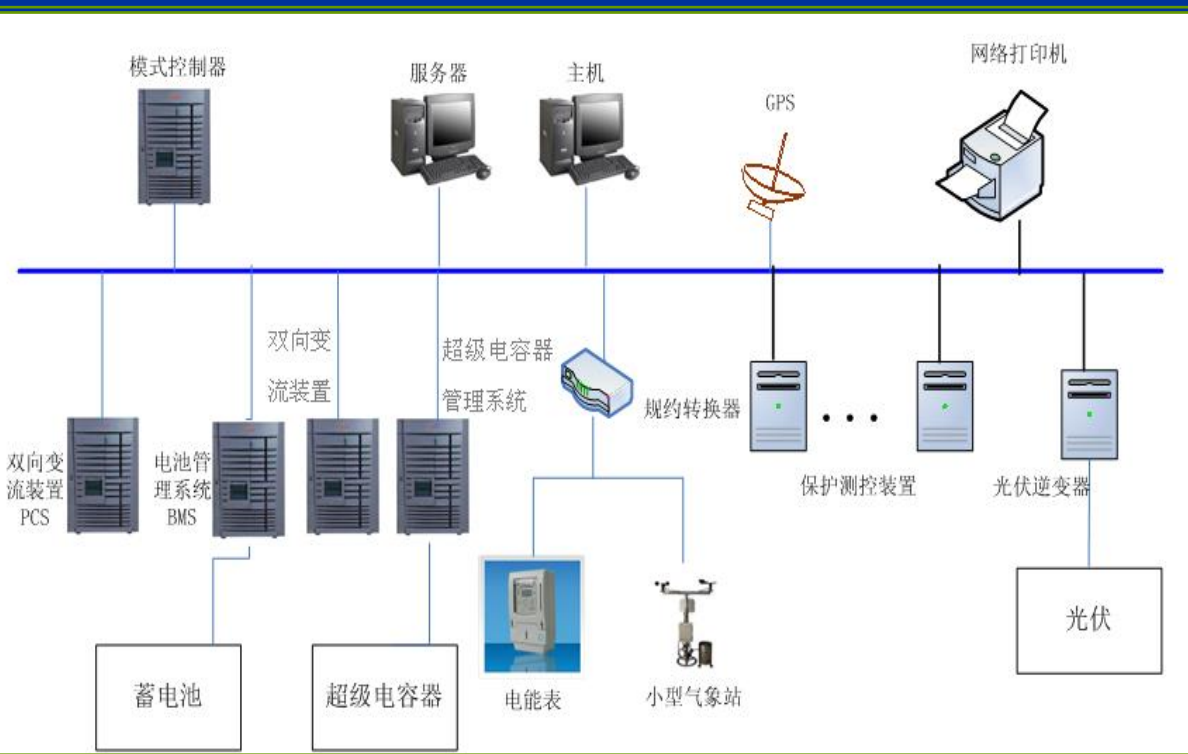 模式控制器
服务器
主机
GPS
网络打印机
双向变
流装置
超级电容器
管理系统
规约转换器
双向变
流装置
PCS
电池管
理系统
BMS
保护测控装置
光伏逆变器
光伏
蓄电池
超级电容器
电能表
小型气象站